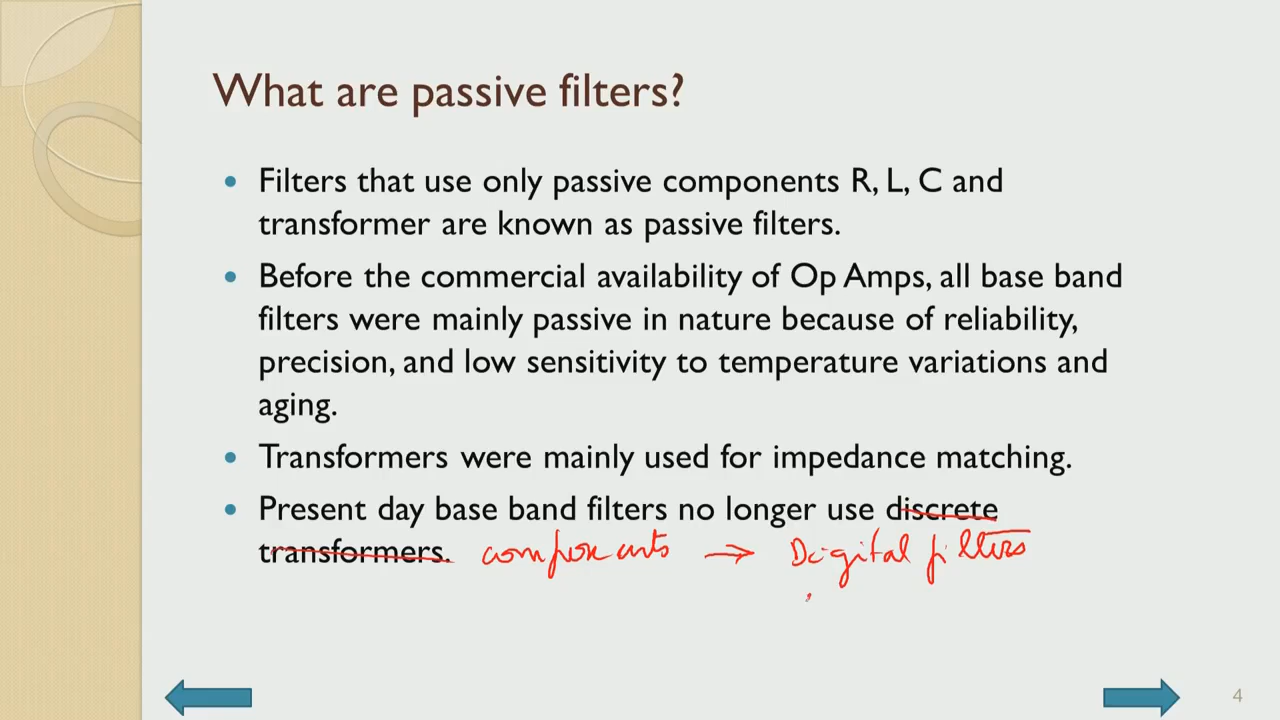 What are passive filters?
Filters that use only passive components R, L, C and
transformer are known as passive filters.
Before the commercial availability of Op Amps, all base band
filters were mainly passive in nature because of reliability,
precision, and low sensitivity to temperature variations and
aging.
Transformers were mainly used for impedance matching.
Present day base band filters no longer use discrete
transformers. components → Digital filters
4